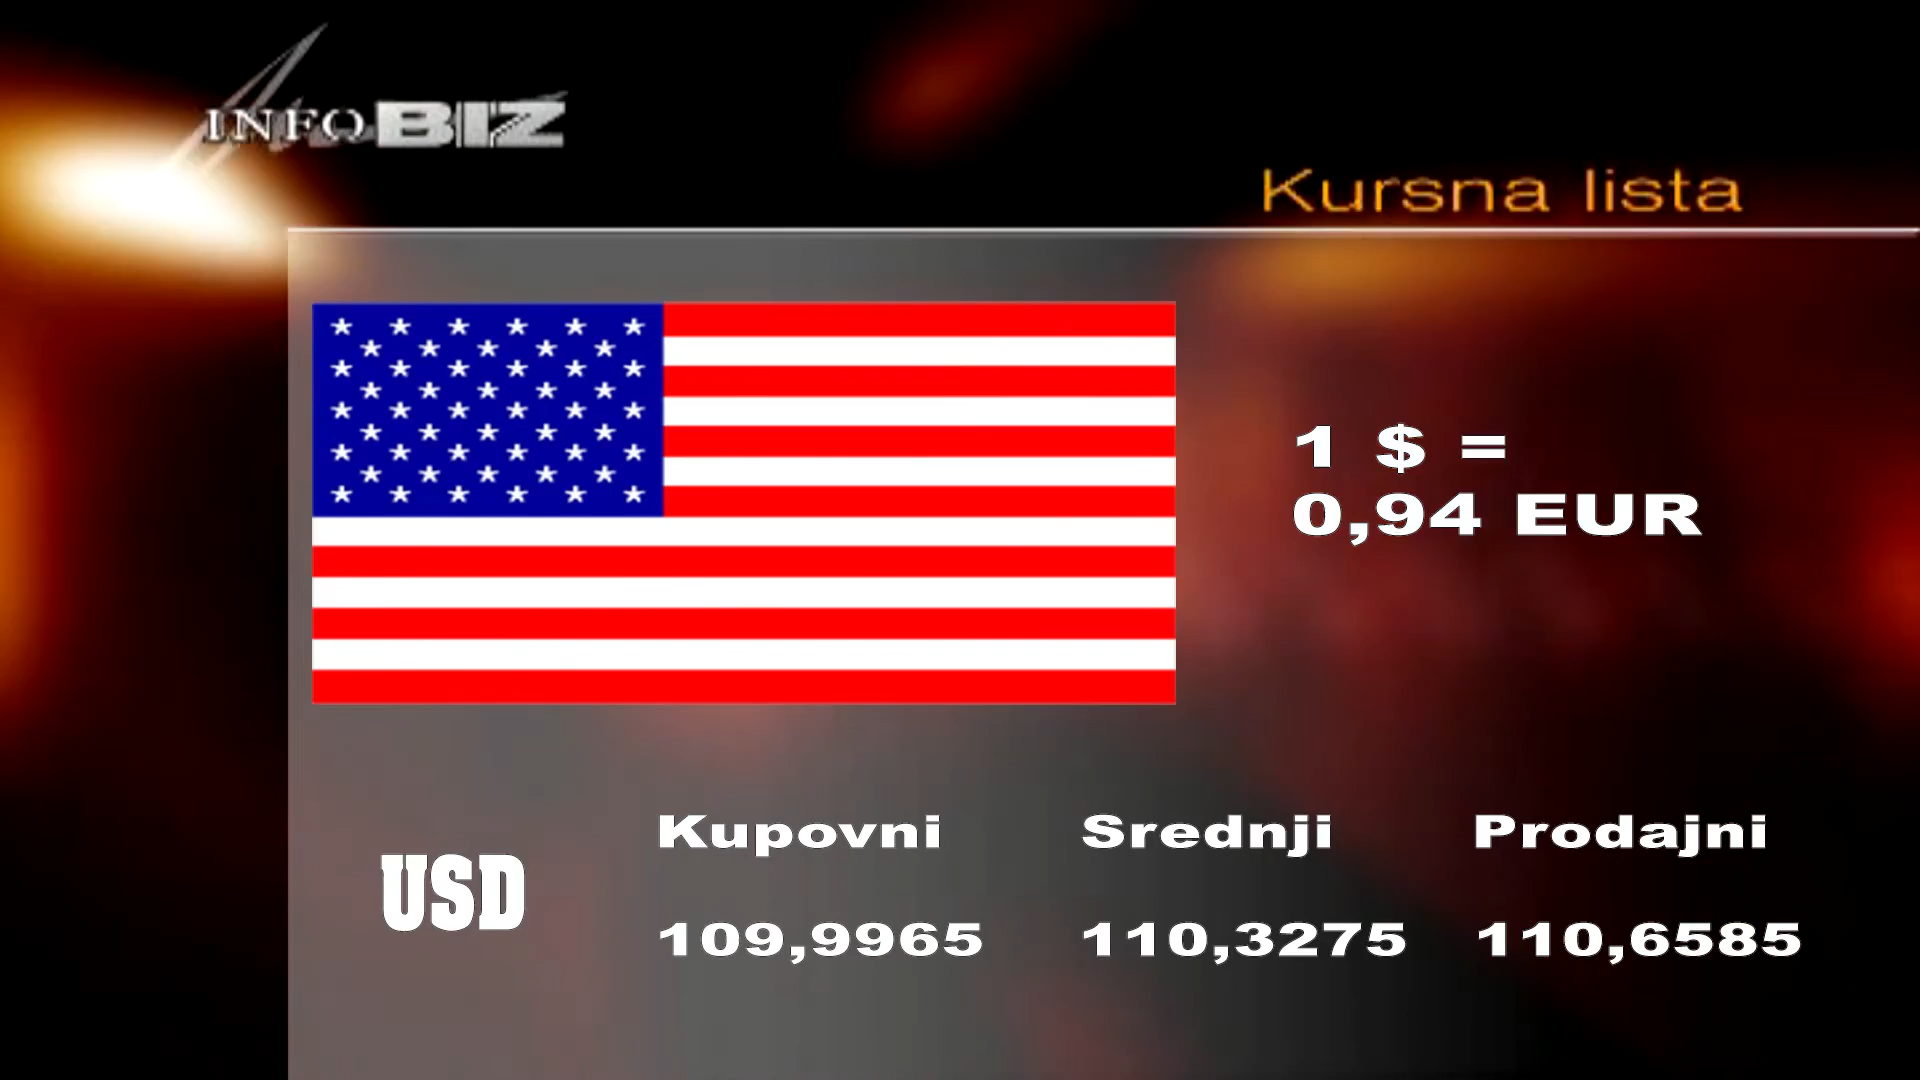 INFO BIZ
Kursna lista
1 $ =
0,94 EUR
Kupovni Srednji Prodajni
USD
109,9965 110,3275 110,6585